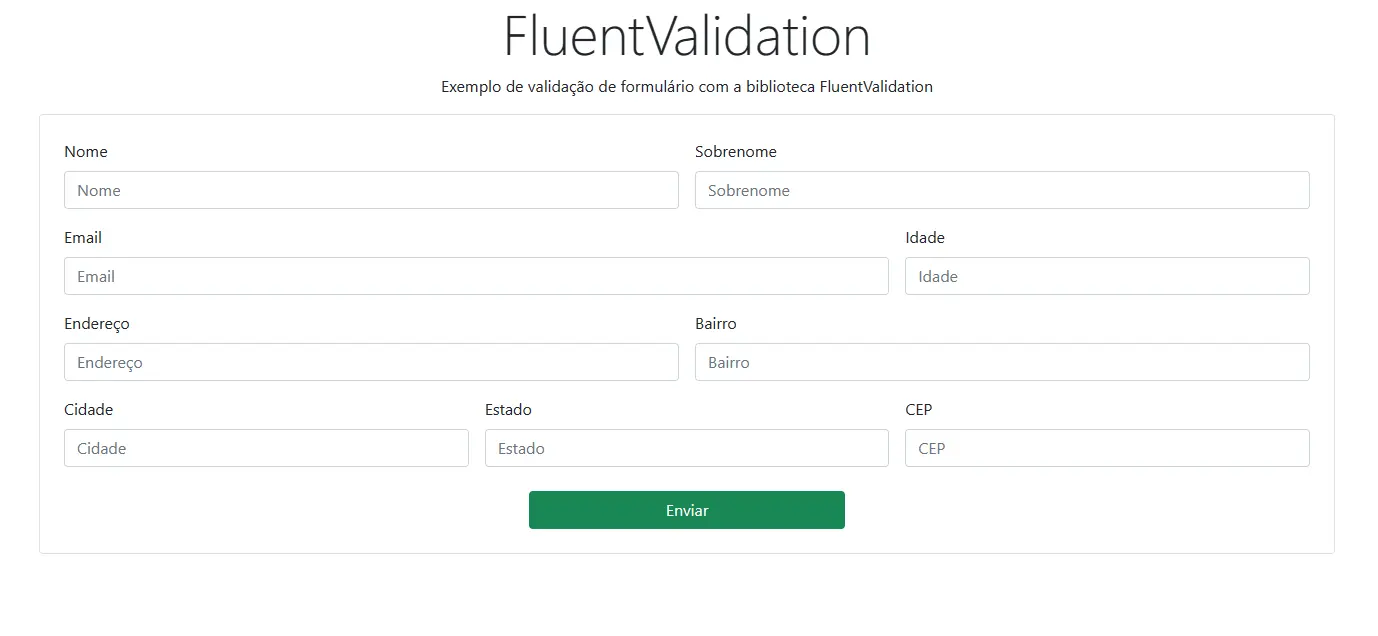 FluentValidation
Exemplo de validação de formulário com a biblioteca FluentValidation
Nome Sobrenome
Nome Sobrenome
Email Idade
Email Idade
Endereço Bairro
Endereço Bairro
Cidade Estado CEP
Cidade Estado CEP
Enviar